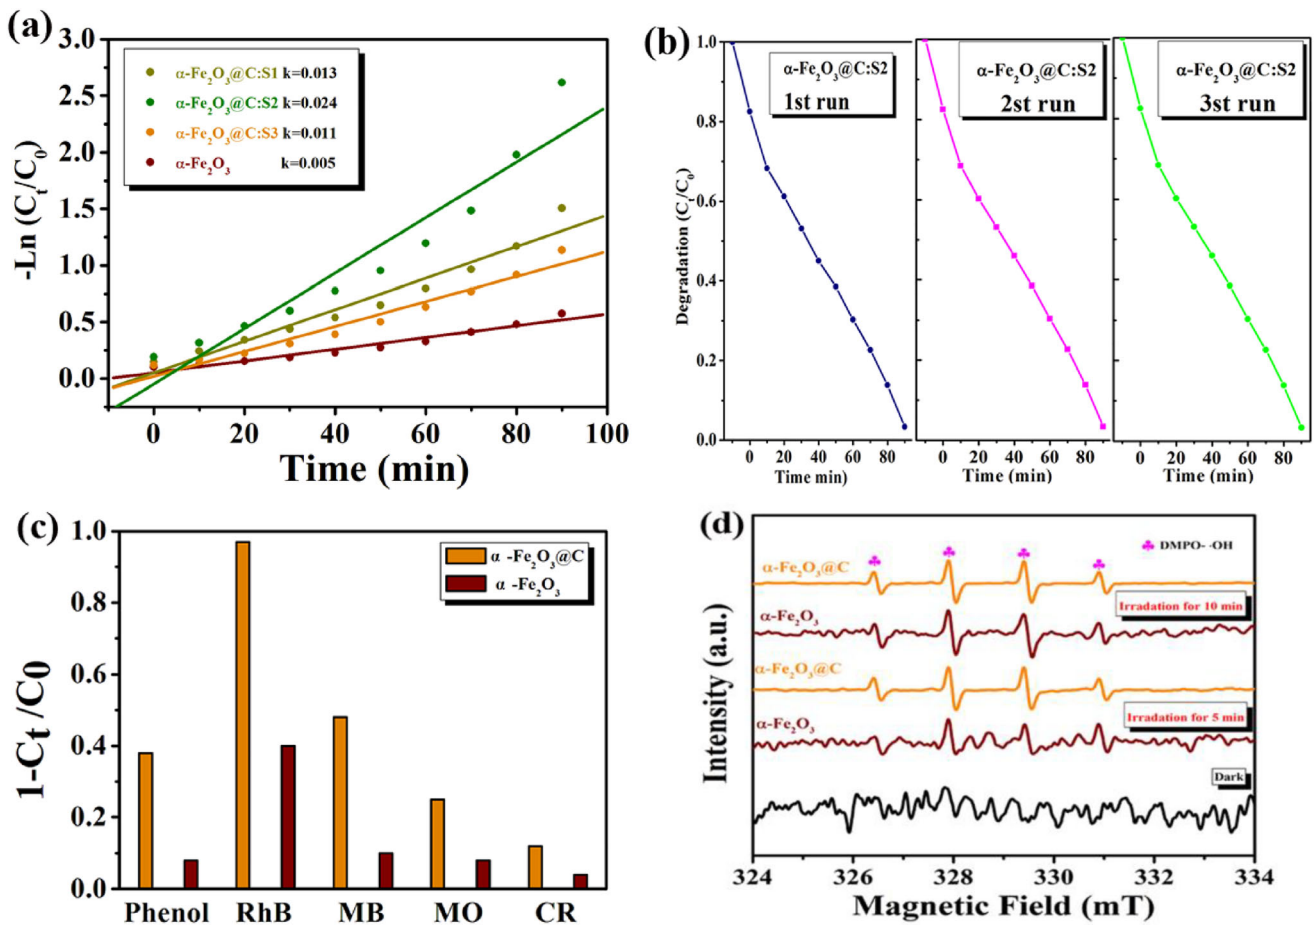 (a)
3.0
2.5
2.0
1.5
1.0
0.5
0.0
-Ln (Cₜ/C₀)
α-Fe₂O₃@C:S1 k=0.013
α-Fe₂O₃@C:S2 k=0.024
α-Fe₂O₃@C:S3 k=0.011
α-Fe₂O₃ k=0.005
0 20 40 60 80 100
Time (min)
(b)
1.0
0.8
0.6
0.4
0.2
0.0
Degradation (Cₜ/C₀)
α-Fe₂O₃@C:S2
1st run
0 20 40 60 80
Time min)
α-Fe₂O₃@C:S2
2st run
0 20 40 60 80
Time (min)
α-Fe₂O₃@C:S2
3st run
0 20 40 60 80
Time (min)
(c)
1.0
0.8
0.6
0.4
0.2
0.0
1-Ct /C0
α -Fe₂O₃@C
α -Fe₂O₃
Phenol RhB MB MO CR
(d)
Intensity (a.u.)
♣ DMPO- ·OH
α-Fe₂O₃@C
Irradation for 10 min
α-Fe₂O₃
α-Fe₂O₃@C
Irradation for 5 min
α-Fe₂O₃
Dark
324 326 328 330 332 334
Magnetic Field (mT)